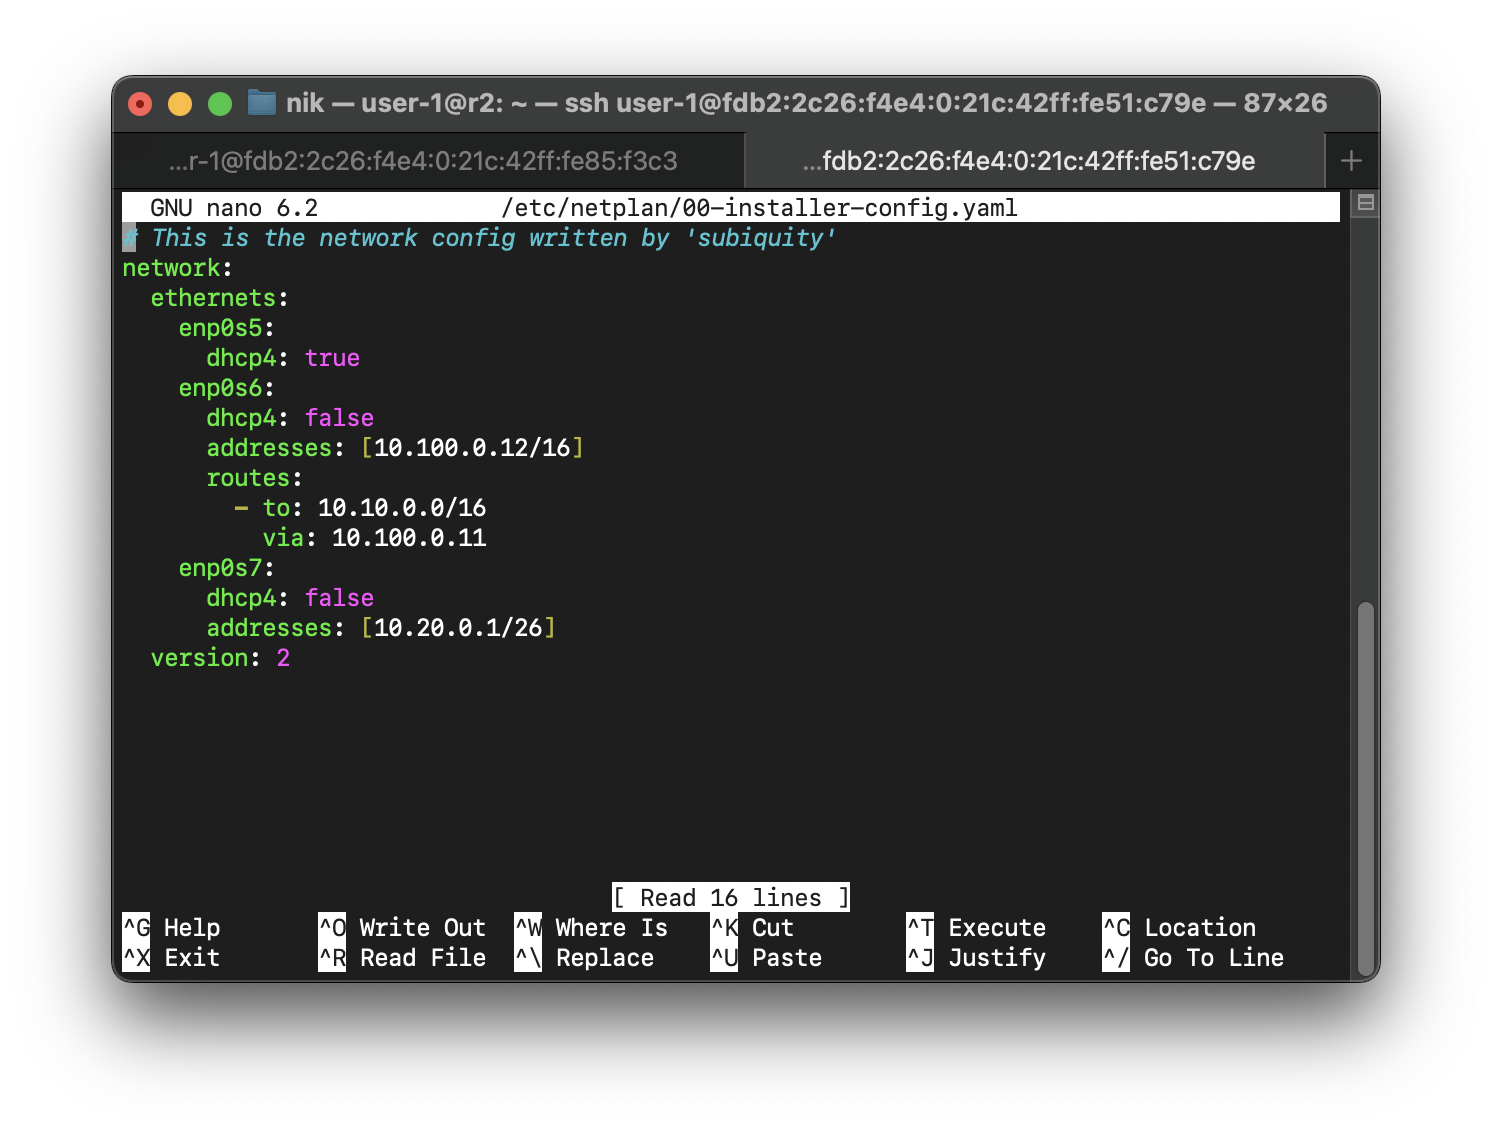 nik — user-1@r2: ~ — ssh user-1@fdb2:2c26:f4e4:0:21c:42ff:fe51:c79e — 87×26
...r-1@fdb2:2c26:f4e4:0:21c:42ff:fe85:f3c3 ...fdb2:2c26:f4e4:0:21c:42ff:fe51:c79e +
GNU nano 6.2 /etc/netplan/00-installer-config.yaml
# This is the network config written by 'subiquity'
network:
  ethernets:
    enp0s5:
      dhcp4: true
    enp0s6:
      dhcp4: false
      addresses: [10.100.0.12/16]
      routes:
        - to: 10.10.0.0/16
          via: 10.100.0.11
    enp0s7:
      dhcp4: false
      addresses: [10.20.0.1/26]
  version: 2
[ Read 16 lines ]
^G Help ^O Write Out ^W Where Is ^K Cut ^T Execute ^C Location
^X Exit ^R Read File ^\ Replace ^U Paste ^J Justify ^/ Go To Line